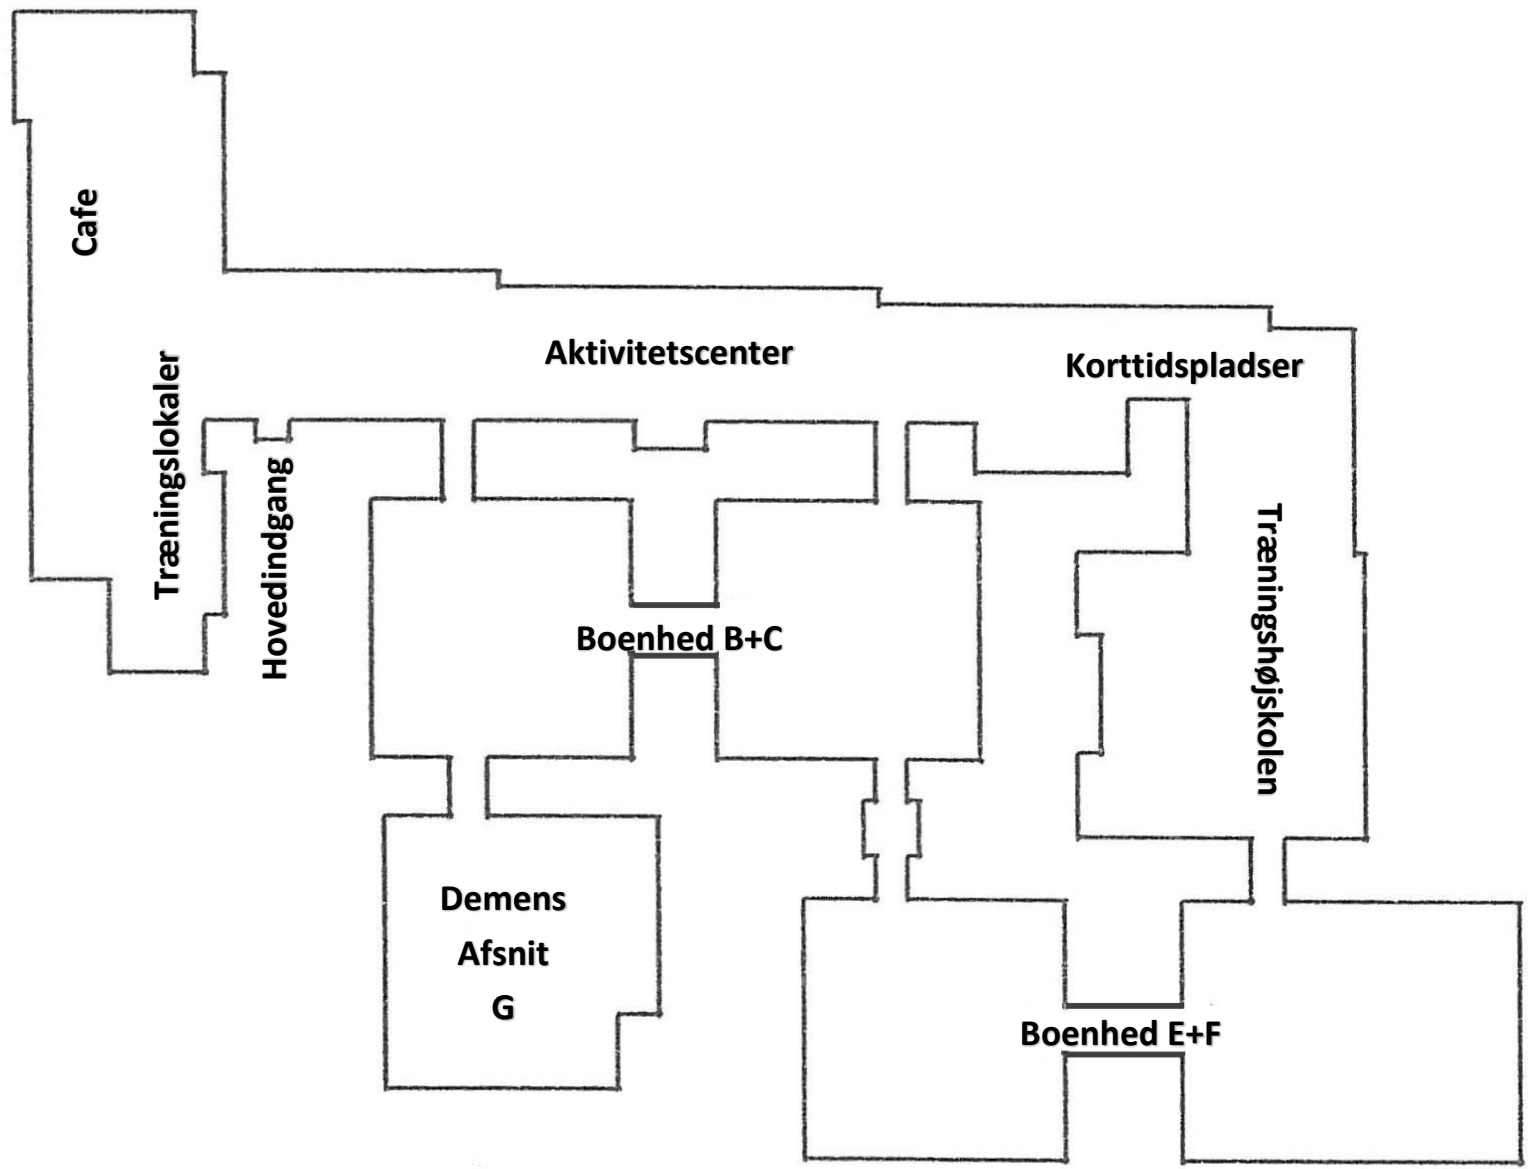 Cafe
Aktivitetscenter
Korttidspladser
Træningslokaler
Hovedindgang
Træningshøjskolen
Boenhed B+C
Demens
Afsnit
G
Boenhed E+F